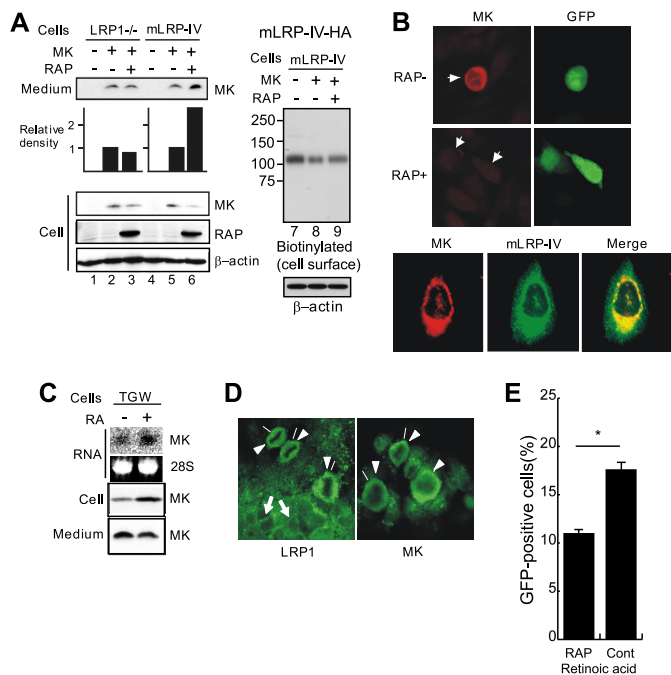 A
Cells LRP1-/- mLRP-IV
MK - + + - + +
RAP - - + - - +
Medium MK
Relative density
2
1
Cell
MK
RAP
β-actin
1 2 3 4 5 6
mLRP-IV-HA
Cells mLRP-IV
MK - + +
RAP - - +
250
150
100
75
7 8 9
Biotinylated
(cell surface)
β-actin
B
MK GFP
RAP-
RAP+
MK mLRP-IV Merge
C
Cells TGW
RA - +
RNA
MK
28S
Cell MK
Medium MK
D
LRP1 MK
E
GFP-positive cells(%)
25
20
15
10
5
0
*
RAP Cont
Retinoic acid